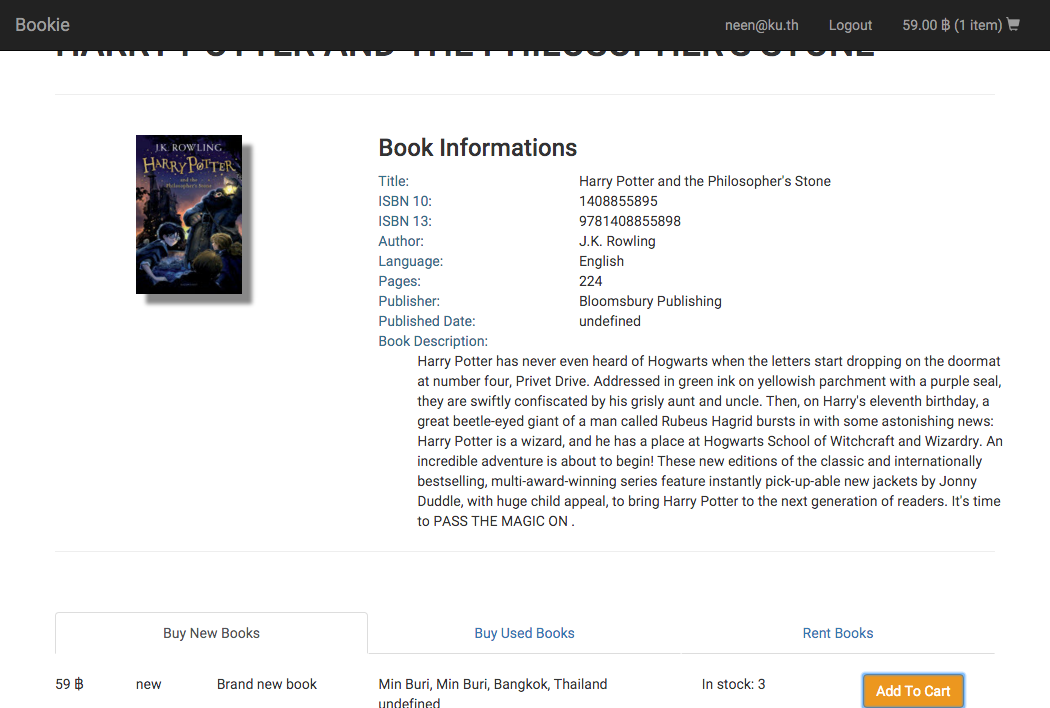 Bookie
neen@ku.th Logout 59.00 ฿ (1 item)
HARRY POTTER AND THE PHILOSOPHER'S STONE
J.K. ROWLING
HARRY POTTER
and the
Philosopher's Stone
Book Informations
Title: Harry Potter and the Philosopher's Stone
ISBN 10: 1408855895
ISBN 13: 9781408855898
Author: J.K. Rowling
Language: English
Pages: 224
Publisher: Bloomsbury Publishing
Published Date: undefined
Book Description:
Harry Potter has never even heard of Hogwarts when the letters start dropping on the doormat
at number four, Privet Drive. Addressed in green ink on yellowish parchment with a purple seal,
they are swiftly confiscated by his grisly aunt and uncle. Then, on Harry's eleventh birthday, a
great beetle-eyed giant of a man called Rubeus Hagrid bursts in with some astonishing news:
Harry Potter is a wizard, and he has a place at Hogwarts School of Witchcraft and Wizardry. An
incredible adventure is about to begin! These new editions of the classic and internationally
bestselling, multi-award-winning series feature instantly pick-up-able new jackets by Jonny
Duddle, with huge child appeal, to bring Harry Potter to the next generation of readers. It's time
to PASS THE MAGIC ON .
Buy New Books Buy Used Books Rent Books
59 ฿ new Brand new book Min Buri, Min Buri, Bangkok, Thailand In stock: 3 Add To Cart
undefined